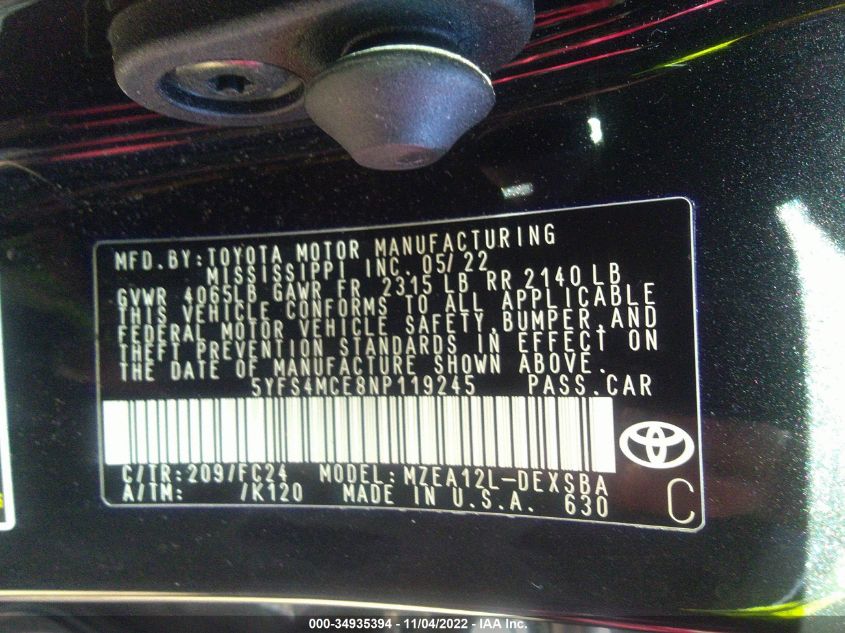 MFD.BY:TOYOTA MOTOR MANUFACTURING
MISSISSIPPI INC. 05/22
GVWR 4065LB GAWR FR 2315 LB RR 2140 LB
THIS VEHICLE CONFORMS TO ALL APPLICABLE
FEDERAL MOTOR VEHICLE SAFETY,BUMPER,AND
THEFT PREVENTION STANDARDS IN EFFECT ON
THE DATE OF MANUFACTURE SHOWN ABOVE.
5YFS4MCE8NP119245 PASS.CAR
C/TR:209/FC24 MODEL:MZEA12L-DEXSBA
A/TM: /K120 MADE IN U.S.A. 630
C
000-34935394 - 11/04/2022 - IAA Inc.